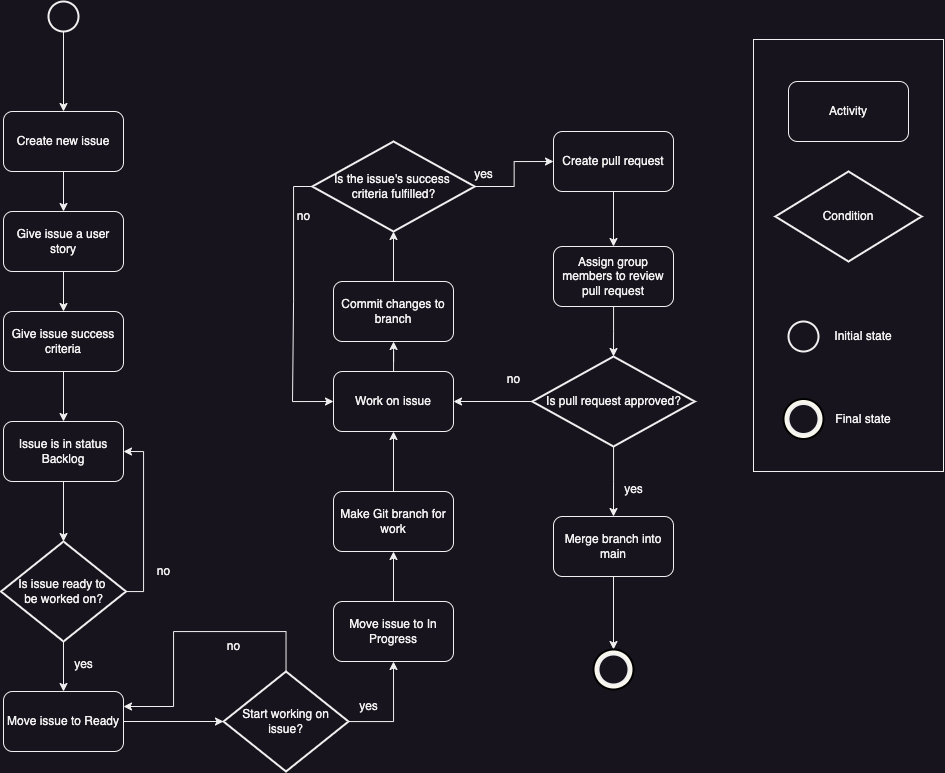 Create new issue
Give issue a user
story
Give issue success
criteria
Issue is in status
Backlog
Is issue ready to
be worked on?
no
yes
Move issue to Ready
no
Start working on
issue?
yes
Move issue to In
Progress
Make Git branch for
work
Work on issue
Commit changes to
branch
Is the issue's success
criteria fulfilled?
no
yes
Create pull request
Assign group
members to review
pull request
Is pull request approved?
no
yes
Merge branch into
main
Activity
Condition
Initial state
Final state